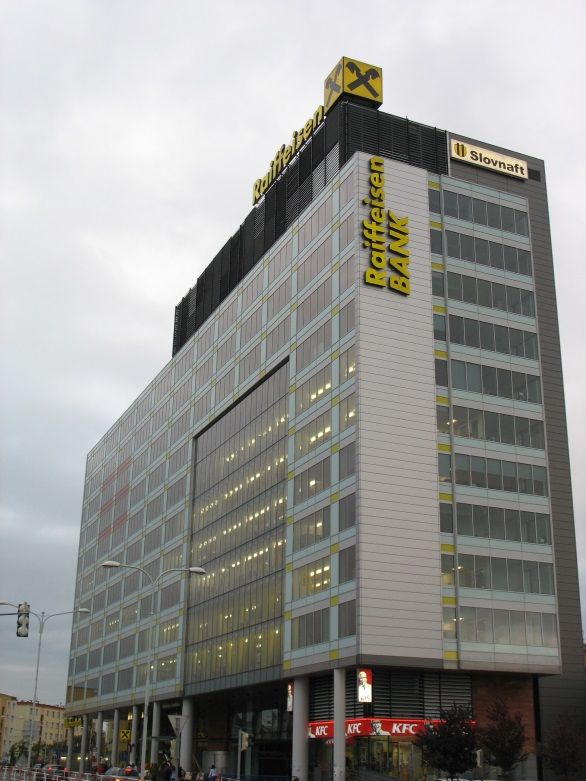 Raiffeisen
Slovnaft
Raiffeisen
BANK
KFC
KFC
KFC